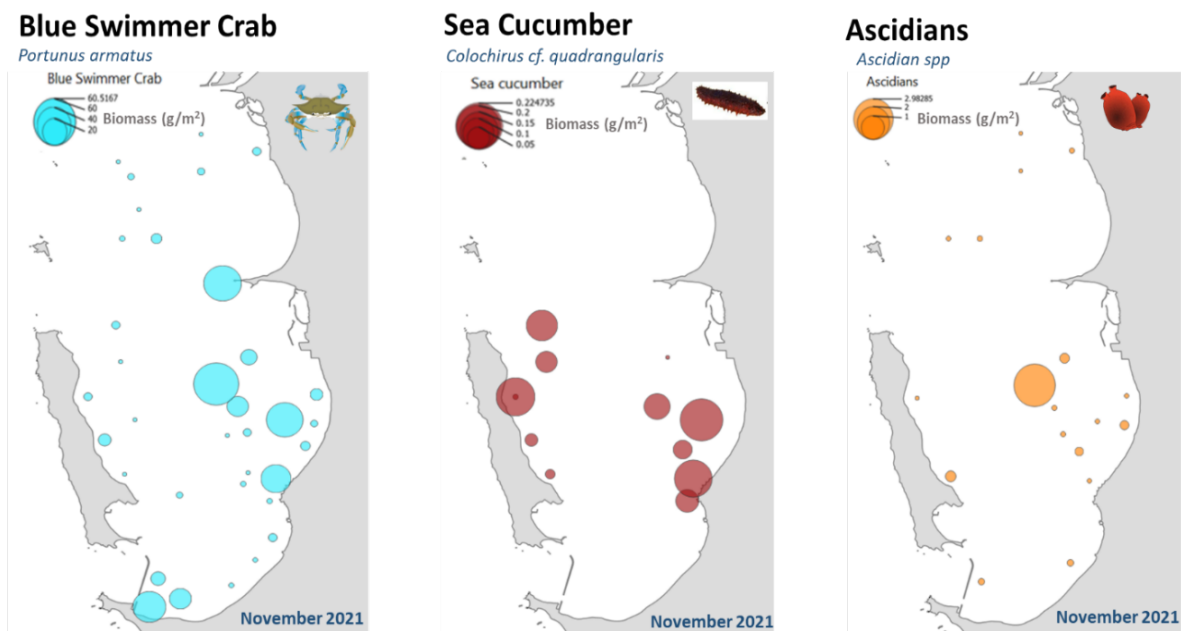 Blue Swimmer Crab
Portunus armatus
Blue Swimmer Crab
60.5167
60
40
20
Biomass (g/m²)
November 2021
Sea Cucumber
Colochirus cf. quadrangularis
Sea cucumber
0.224735
0.2
0.15
0.1
0.05
Biomass (g/m²)
November 2021
Ascidians
Ascidian spp
Ascidians
2.98285
2
1
Biomass (g/m²)
November 2021